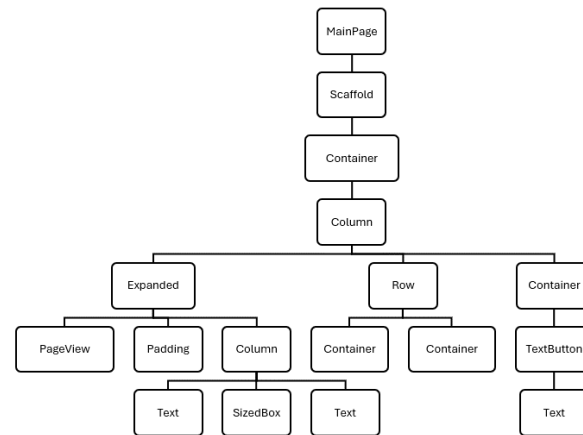 MainPage
Scaffold
Container
Column
Expanded
Row
Container
PageView
Padding
Column
Container
Container
TextButton
Text
SizedBox
Text
Text